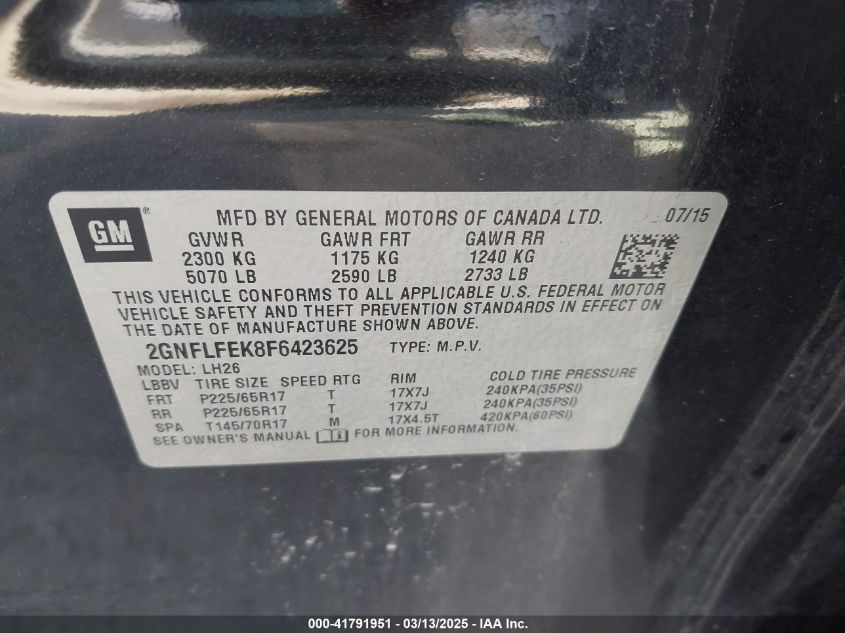 GM ® MFD BY GENERAL MOTORS OF CANADA LTD. 07/15
GVWR GAWR FRT GAWR RR
2300 KG 1175 KG 1240 KG
5070 LB 2590 LB 2733 LB
THIS VEHICLE CONFORMS TO ALL APPLICABLE U.S. FEDERAL MOTOR
VEHICLE SAFETY AND THEFT PREVENTION STANDARDS IN EFFECT ON
THE DATE OF MANUFACTURE SHOWN ABOVE.
2GNFLFEK8F6423625 TYPE: M.P.V.
MODEL: LH26
LBBV TIRE SIZE SPEED RTG RIM COLD TIRE PRESSURE
FRT P225/65R17 T 17X7J 240KPA(35PSI)
RR P225/65R17 T 17X7J 240KPA(35PSI)
SPA T145/70R17 M 17X4.5T 420KPA(60PSI)
SEE OWNER'S MANUAL FOR MORE INFORMATION.
000-41791951 | 03/13/2025 - IAA Inc.